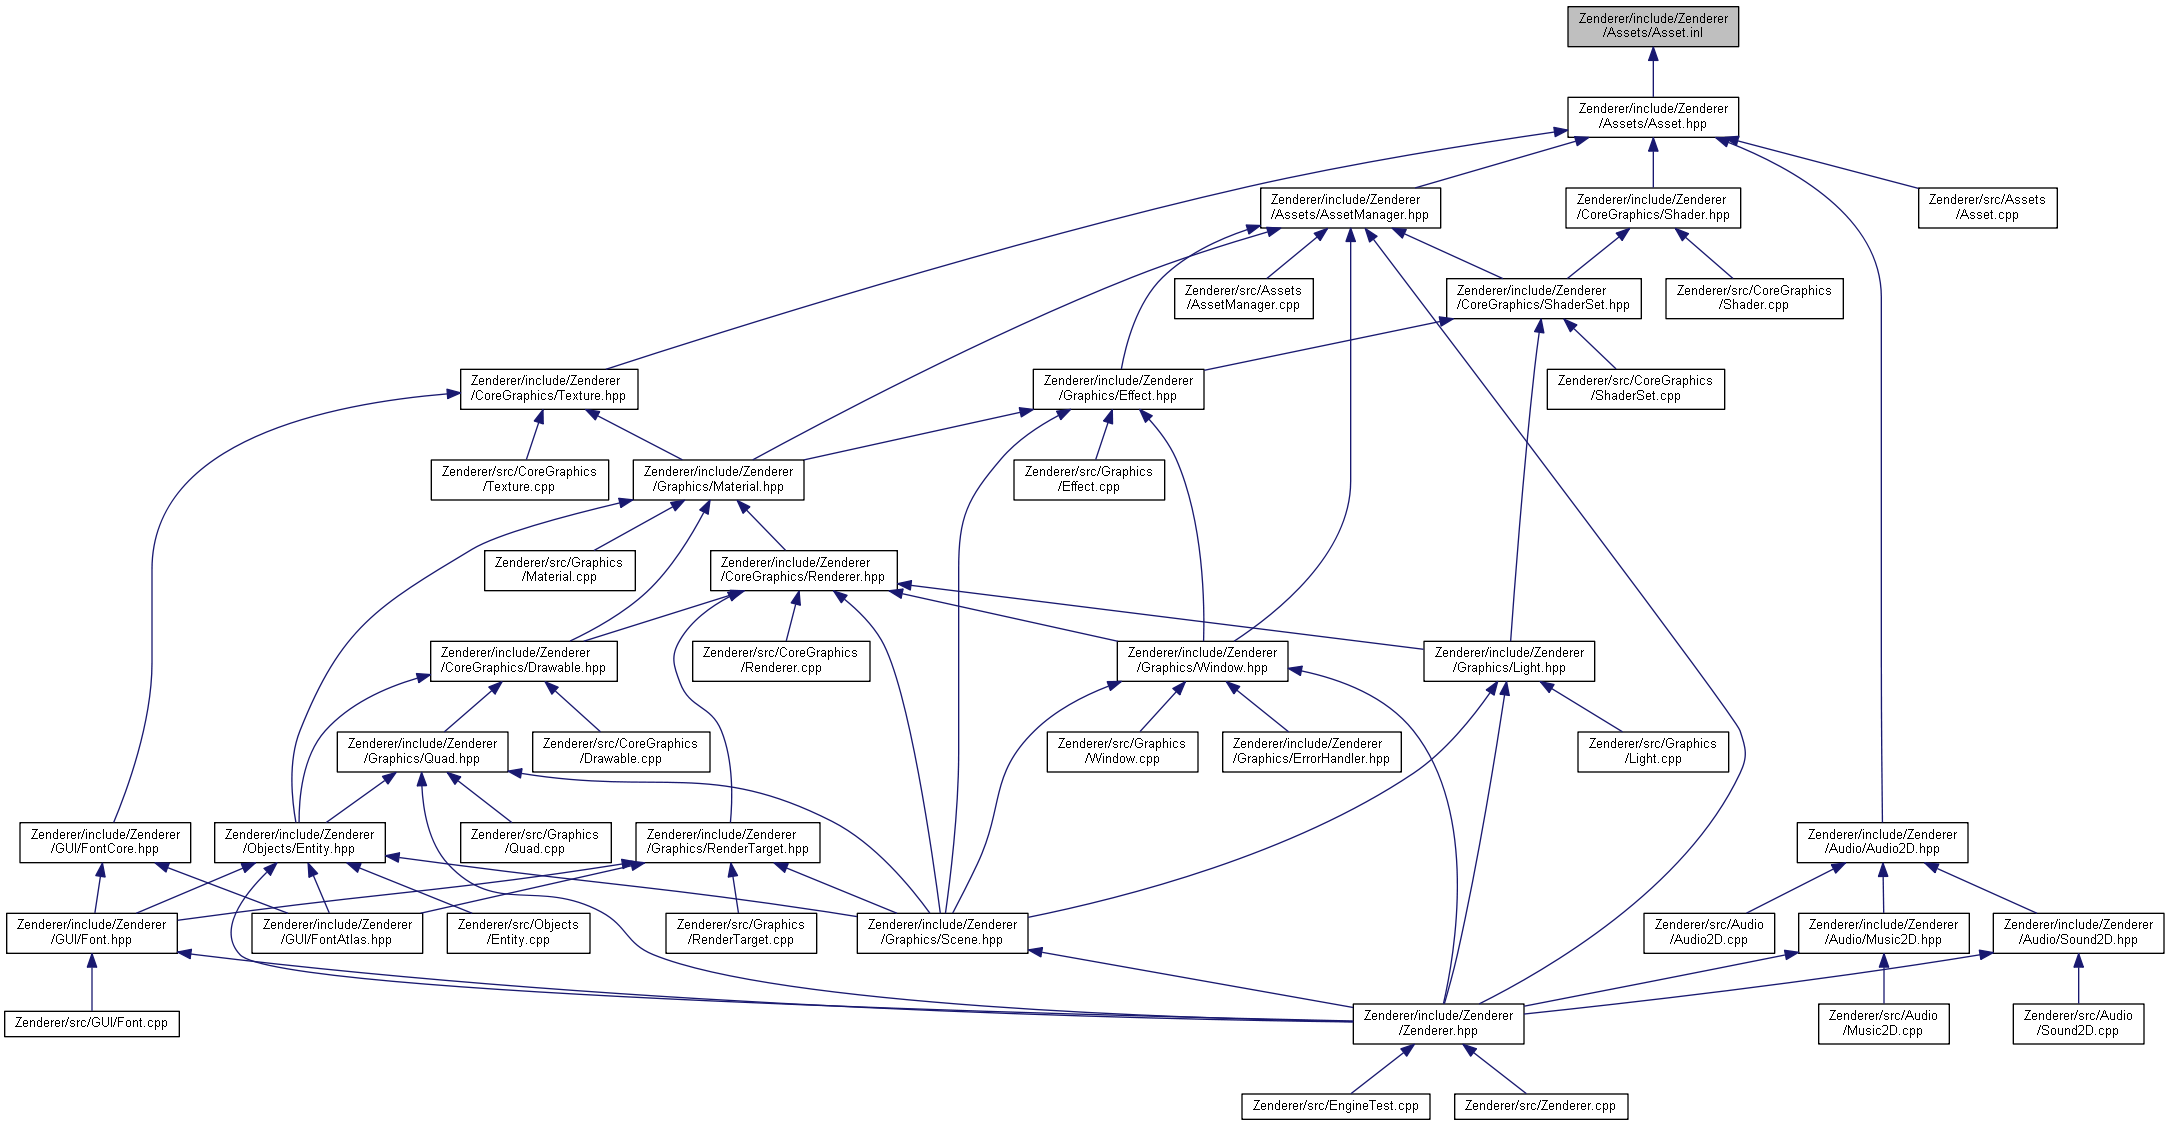 Zenderer/include/Zenderer
/Assets/Asset.inl
Zenderer/include/Zenderer
/Assets/Asset.hpp
Zenderer/include/Zenderer
/Assets/AssetManager.hpp
Zenderer/include/Zenderer
/CoreGraphics/Shader.hpp
Zenderer/src/Assets
/Asset.cpp
Zenderer/src/Assets
/AssetManager.cpp
Zenderer/include/Zenderer
/CoreGraphics/ShaderSet.hpp
Zenderer/src/CoreGraphics
/Shader.cpp
Zenderer/include/Zenderer
/CoreGraphics/Texture.hpp
Zenderer/include/Zenderer
/Graphics/Effect.hpp
Zenderer/src/CoreGraphics
/ShaderSet.cpp
Zenderer/src/CoreGraphics
/Texture.cpp
Zenderer/include/Zenderer
/Graphics/Material.hpp
Zenderer/src/Graphics
/Effect.cpp
Zenderer/src/Graphics
/Material.cpp
Zenderer/include/Zenderer
/CoreGraphics/Renderer.hpp
Zenderer/include/Zenderer
/CoreGraphics/Drawable.hpp
Zenderer/src/CoreGraphics
/Renderer.cpp
Zenderer/include/Zenderer
/Graphics/Window.hpp
Zenderer/include/Zenderer
/Graphics/Light.hpp
Zenderer/include/Zenderer
/Graphics/Quad.hpp
Zenderer/src/CoreGraphics
/Drawable.cpp
Zenderer/src/Graphics
/Window.cpp
Zenderer/include/Zenderer
/Graphics/ErrorHandler.hpp
Zenderer/src/Graphics
/Light.cpp
Zenderer/include/Zenderer
/GUI/FontCore.hpp
Zenderer/include/Zenderer
/Objects/Entity.hpp
Zenderer/src/Graphics
/Quad.cpp
Zenderer/include/Zenderer
/Graphics/RenderTarget.hpp
Zenderer/include/Zenderer
/Audio/Audio2D.hpp
Zenderer/include/Zenderer
/GUI/Font.hpp
Zenderer/include/Zenderer
/GUI/FontAtlas.hpp
Zenderer/src/Objects
/Entity.cpp
Zenderer/src/Graphics
/RenderTarget.cpp
Zenderer/include/Zenderer
/Graphics/Scene.hpp
Zenderer/src/Audio
/Audio2D.cpp
Zenderer/include/Zenderer
/Audio/Music2D.hpp
Zenderer/include/Zenderer
/Audio/Sound2D.hpp
Zenderer/src/GUI/Font.cpp
Zenderer/include/Zenderer
/Zenderer.hpp
Zenderer/src/Audio
/Music2D.cpp
Zenderer/src/Audio
/Sound2D.cpp
Zenderer/src/EngineTest.cpp
Zenderer/src/Zenderer.cpp